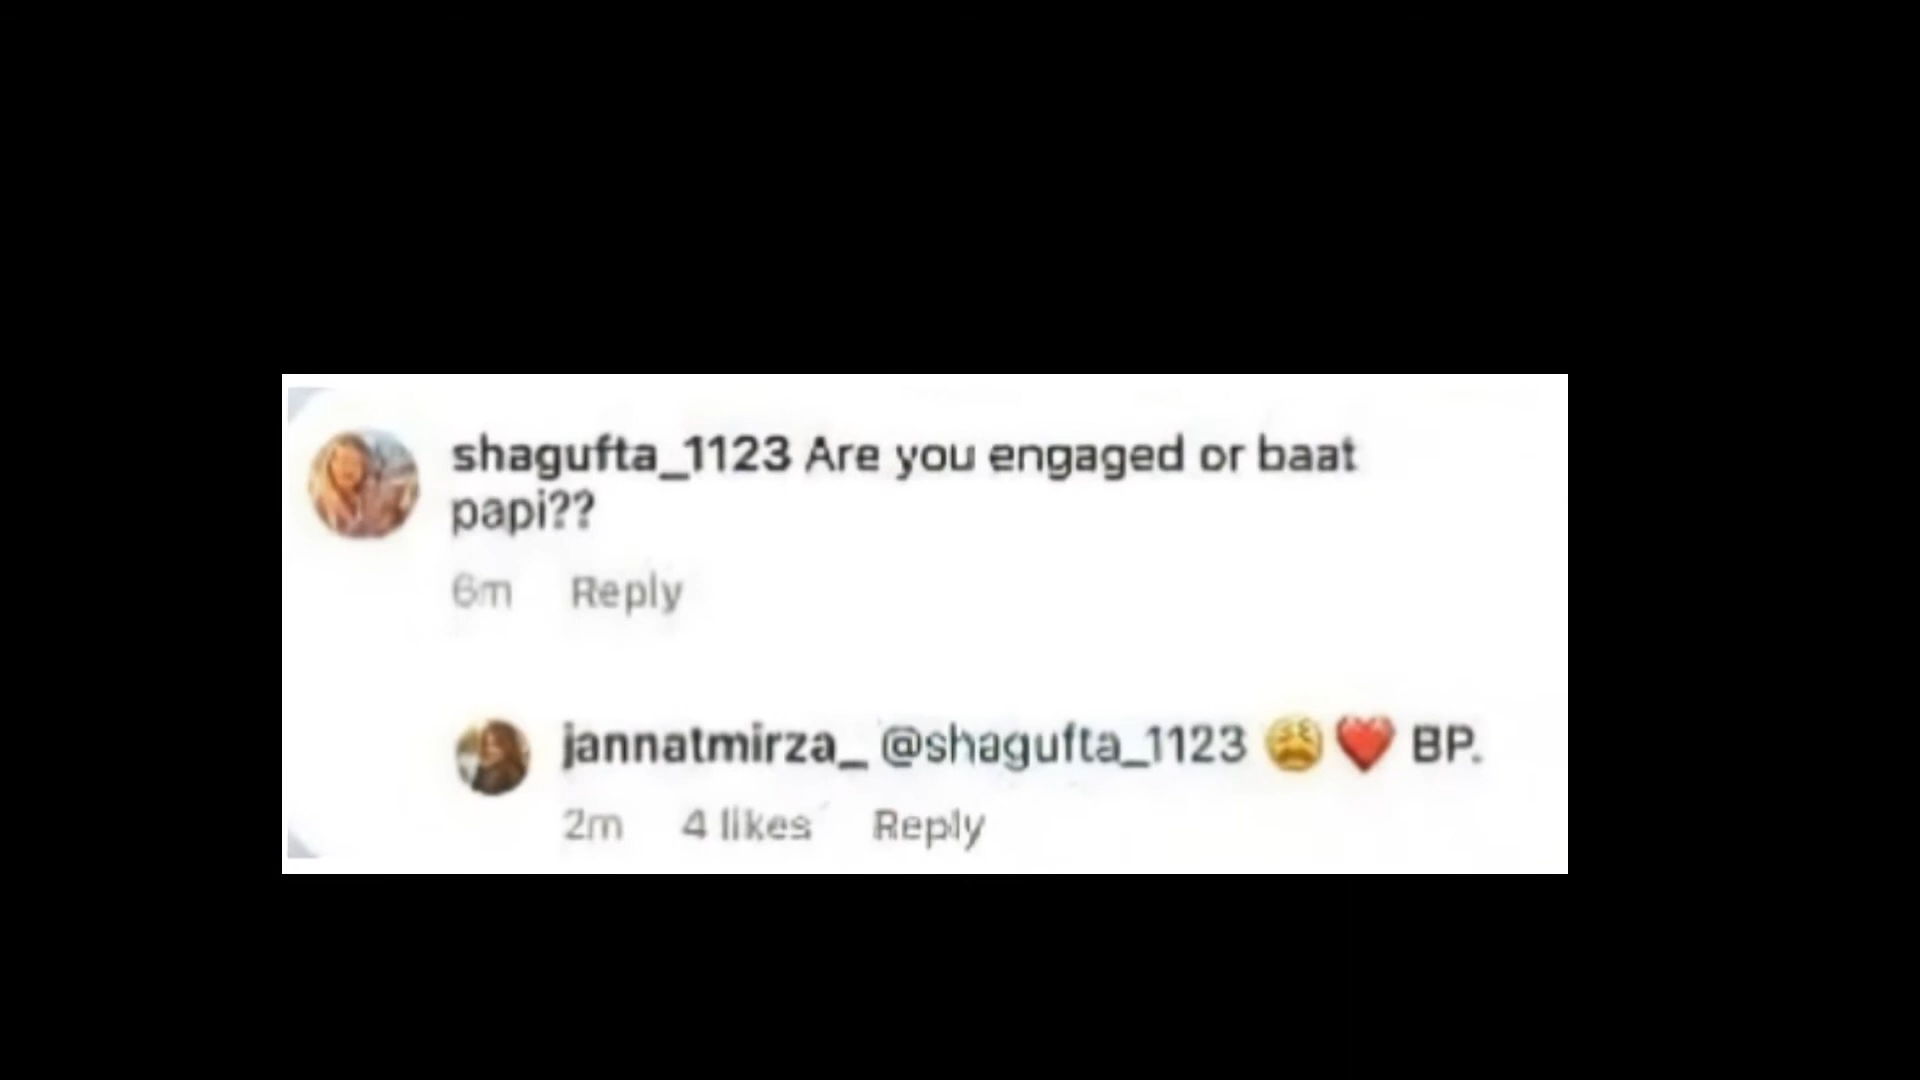 shagufta_1123 Are you engaged or baat
papi??
6m Reply
jannatmirza_ @shagufta_1123 😩❤️ BP.
2m 4 likes Reply